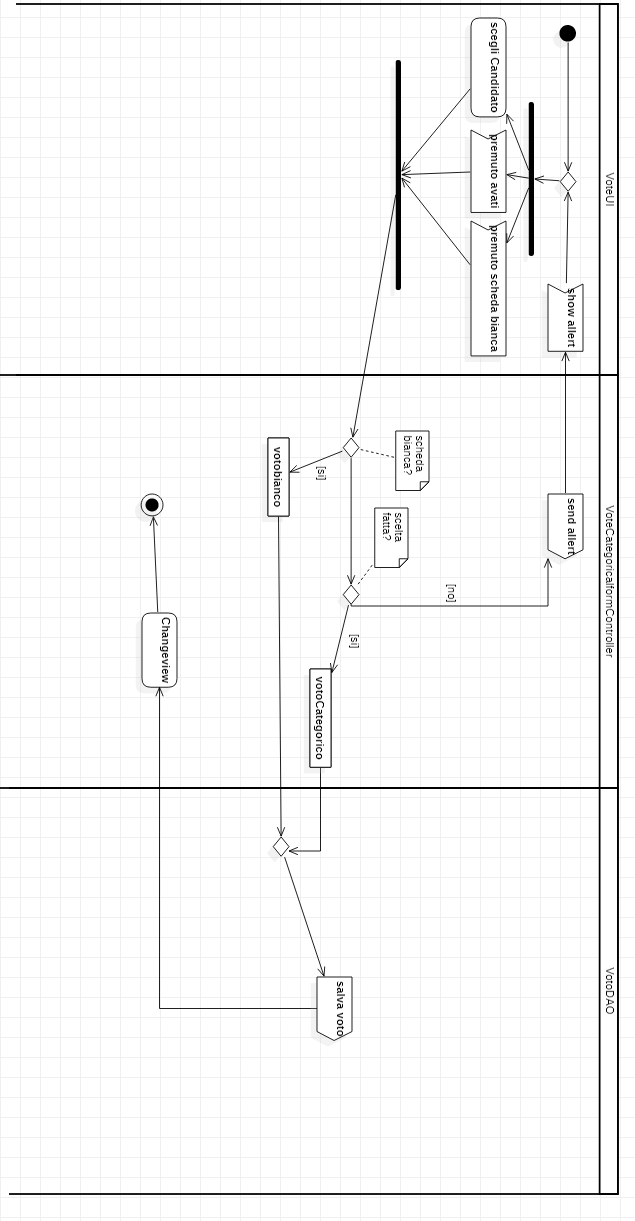 VoteUI
scegli Candidato
premuto avati
premuto scheda bianca
show allert
VoteCategoricalformController
send allert
scheda
bianca?
[si]
votobianco
scelta
fatta?
[no]
[si]
votoCategorico
Changeview
VotoDAO
salva voto